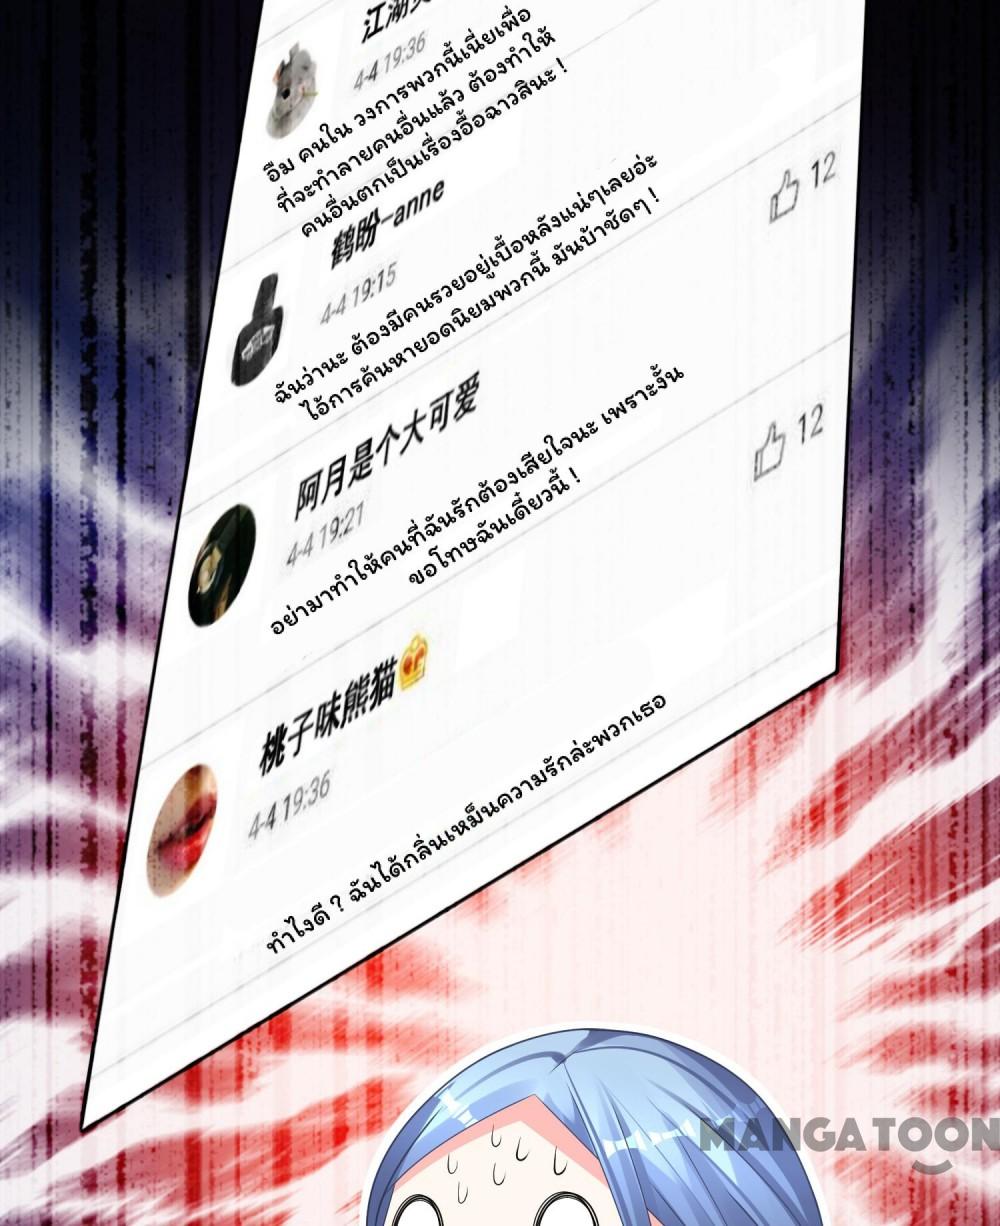 江湖
4-4 19:36
อืม คนใน วงการพวกนี้เนี่ยเพื่อ
ที่จะทำลายคนอื่นแล้ว ต้องทำให้
คนอื่นตกเป็นเรื่องอื้อฉาวสินะ !
鹤盼-anne
4-4 19:15
12
ฉันว่านะ ต้องมีคนรวยอยู่เบื้อหลังแน่ๆเลยอ่ะ
ไอ้การค้นหายอดนิยมพวกนี้ มันบ้าชัดๆ !
阿月是个大可爱
4-4 19:21
12
อย่ามาทำให้คนที่ฉันรักต้องเสียใจนะ เพราะงั้น
ขอโทษฉันเดี๋ยวนี้ !
桃子味熊猫
4-4 19:36
ทำไงดี ? ฉันได้กลิ่นเหม็นความรักล่ะพวกเธอ
MANGATOON